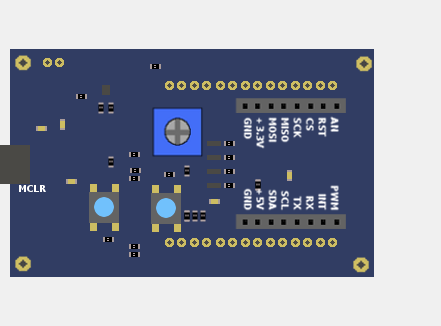 GND +3.3V MOSI MISO SCK CS RST AN
MCLR
GND +5V SDA SCL TX RX INT PWM